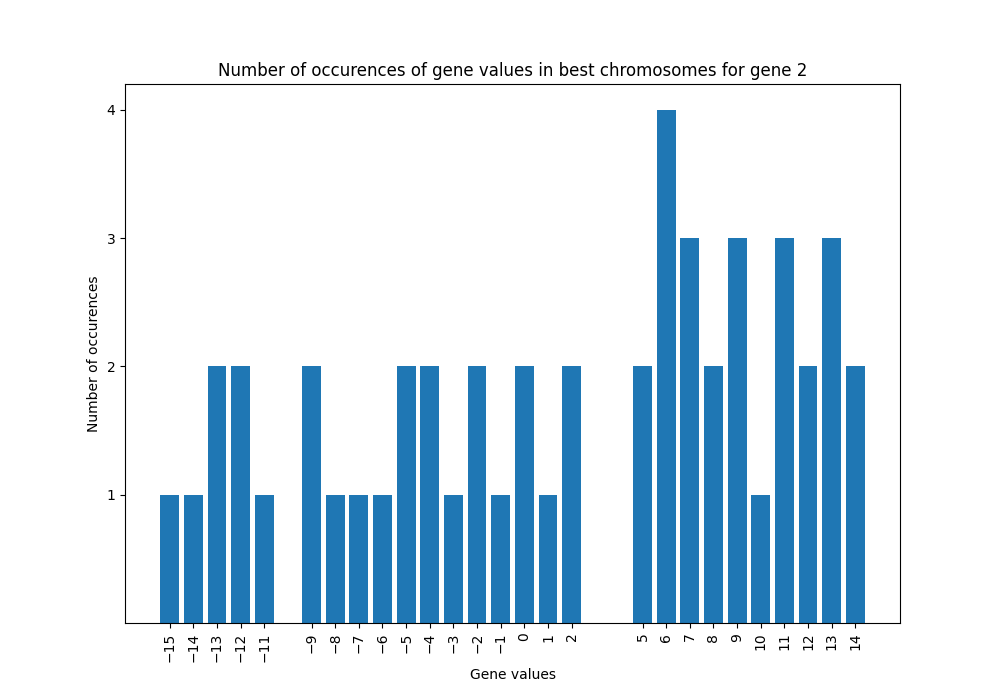 Number of occurences of gene values in best chromosomes for gene 2
4
3
2
1
Number of occurences
−15 −14 −13 −12 −11 −9 −8 −7 −6 −5 −4 −3 −2 −1 0 1 2 5 6 7 8 9 10 11 12 13 14
Gene values